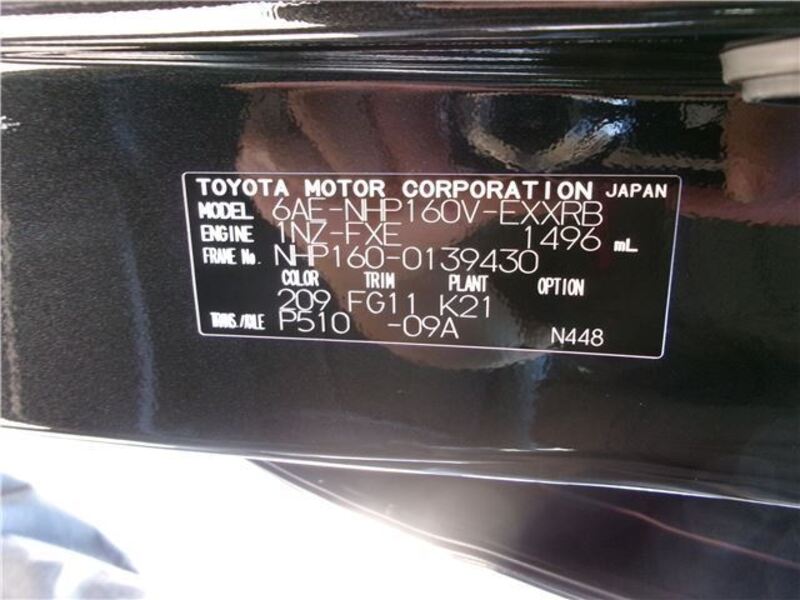 TOYOTA MOTOR CORPORATION JAPAN
MODEL 6AE-NHP160V-EXXRB
ENGINE 1NZ-FXE 1496 mL
FRAME No. NHP160-0139430
COLOR TRIM PLANT OPTION
209 FG11 K21
TRANS./AXLE P510 -09A N448